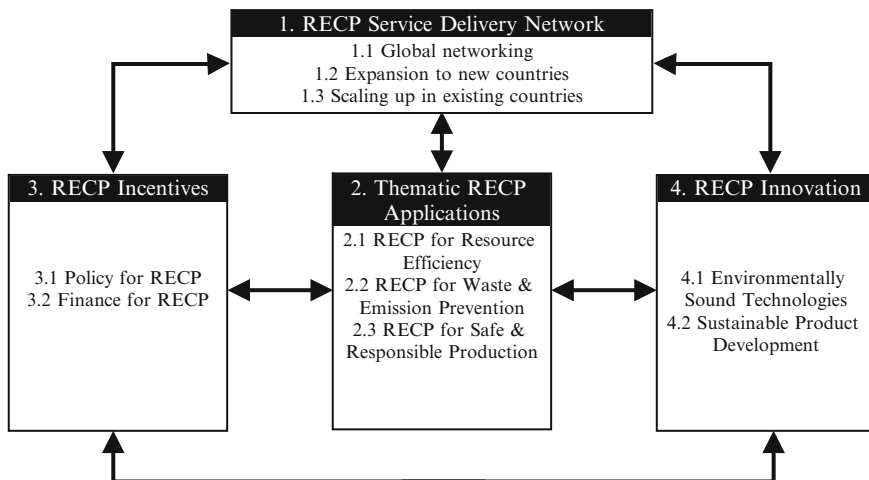 1. RECP Service Delivery Network
1.1 Global networking
1.2 Expansion to new countries
1.3 Scaling up in existing countries
3. RECP Incentives
3.1 Policy for RECP
3.2 Finance for RECP
2. Thematic RECP
Applications
2.1 RECP for Resource
Efficiency
2.2 RECP for Waste &
Emission Prevention
2.3 RECP for Safe &
Responsible Production
4. RECP Innovation
4.1 Environmentally
Sound Technologies
4.2 Sustainable Product
Development